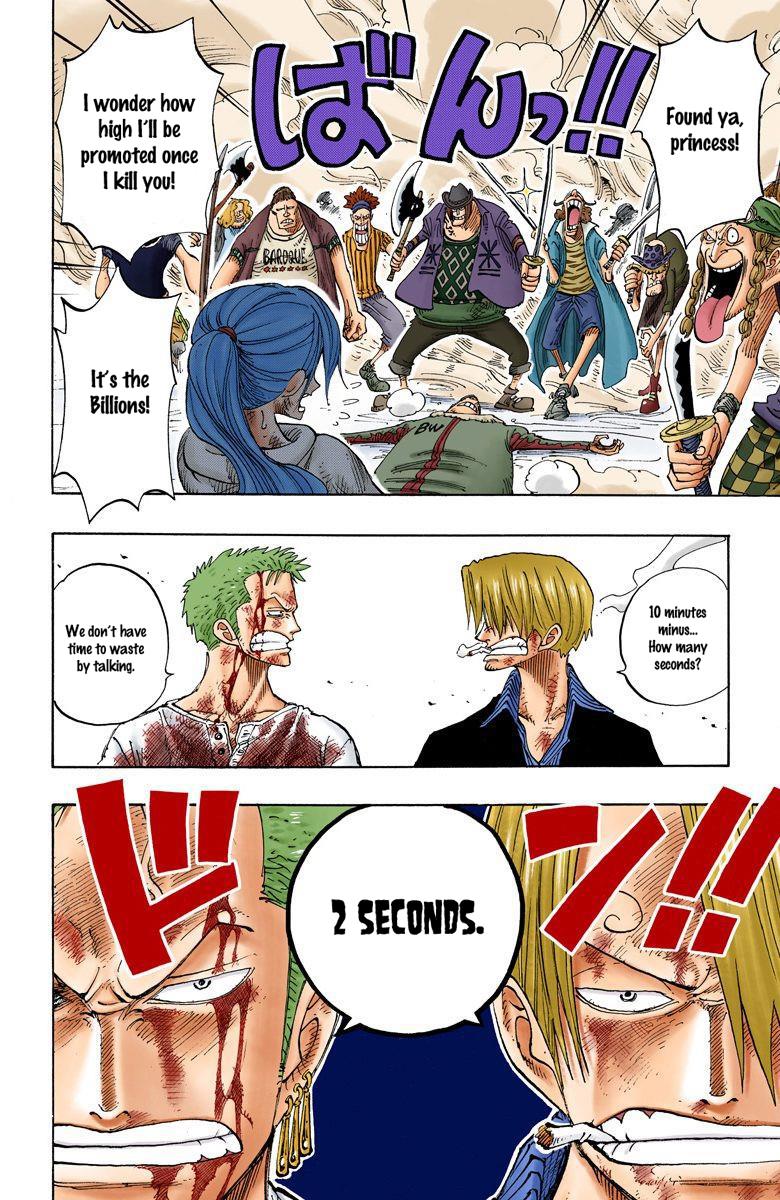 Found ya,
princess!
ばんっ!!
I wonder how
high I'll be
promoted once
I kill you!
BAROQUE
BW
It's the
Billions!
10 minutes
minus...
How many
seconds?
We don't have
time to waste
by talking.
ドン!!
2 SECONDS.